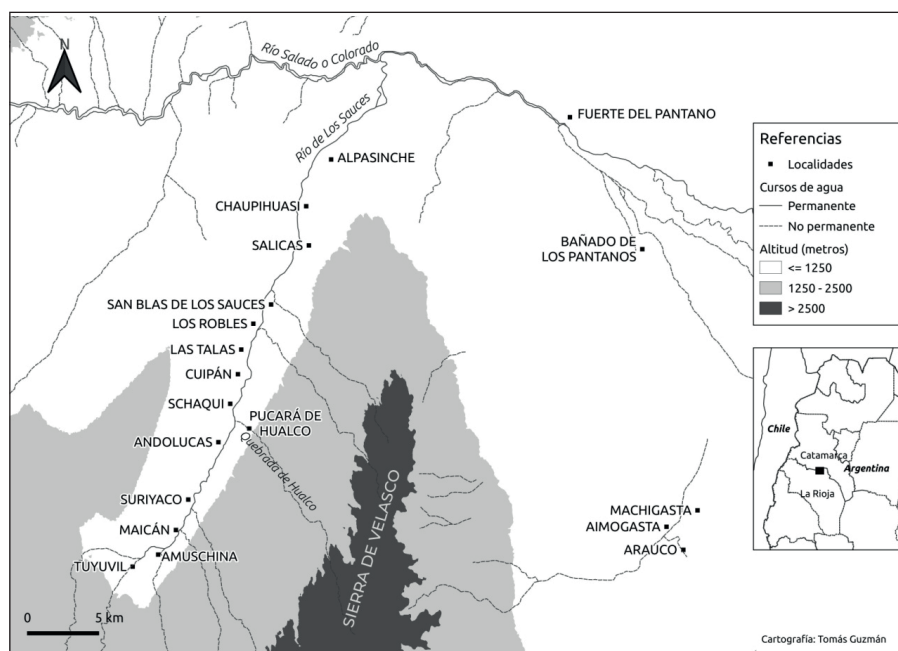 N
Río Salado o Colorado
Río de Los Sauces
FUERTE DEL PANTANO
ALPASINCHE
CHAUPIHUASI
SALICAS
BAÑADO DE
LOS PANTANOS
SAN BLAS DE LOS SAUCES
LOS ROBLES
LAS TALAS
CUIPÁN
SCHAQUI
PUCARÁ DE
HUALCO
ANDOLUCAS
Quebrada de Hualco
SURIYACO
MAICÁN
AMUSCHINA
TUYUVIL
SIERRA DE VELASCO
MACHIGASTA
AIMOGASTA
ARAUCO
0 5 km
Referencias
Localidades
Cursos de agua
Permanente
No permanente
Altitud (metros)
<= 1250
1250 - 2500
> 2500
Chile
Catamarca
Argentina
La Rioja
Cartografía: Tomás Guzmán